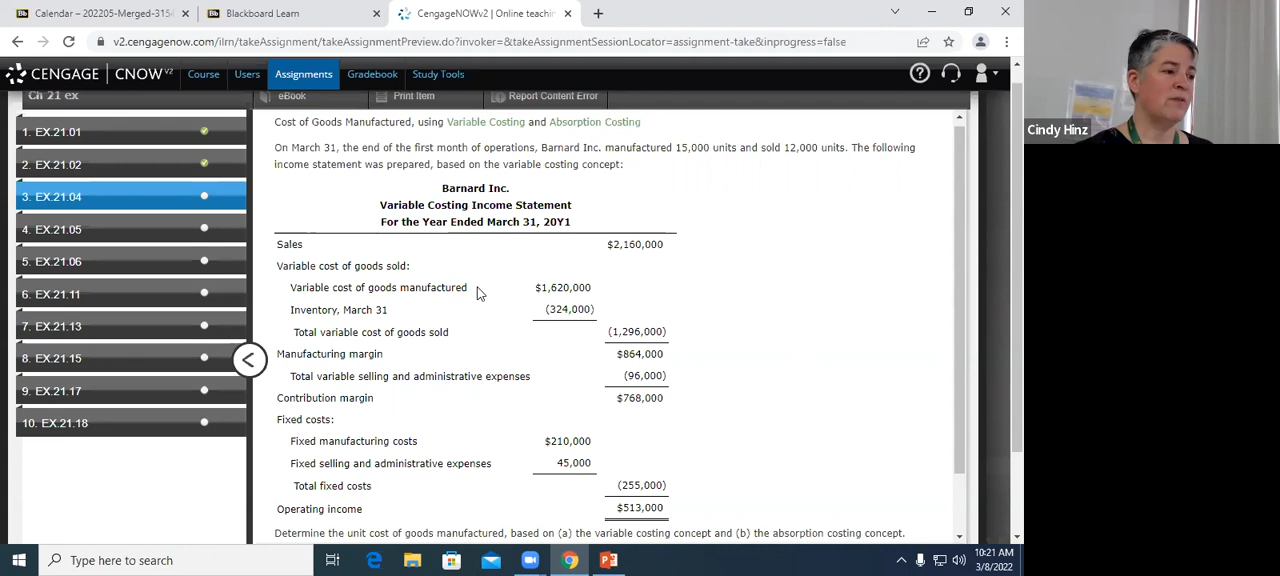 Calendar – 202205-Merged-315
Blackboard Learn
CengageNOWv2 | Online teachin
v2.cengagenow.com/ilrn/takeAssignment/takeAssignmentPreview.do?invoker=&takeAssignmentSessionLocator=assignment-take&inprogress=false
CENGAGE | CNOWv2
Course
Users
Assignments
Gradebook
Study Tools
Ch 21 ex
eBook
Print Item
Report Content Error
Cindy Hinz
1. EX.21.01
2. EX.21.02
3. EX.21.04
4. EX.21.05
5. EX.21.06
6. EX.21.11
7. EX.21.13
8. EX.21.15
9. EX.21.17
10. EX.21.18
Cost of Goods Manufactured, using Variable Costing and Absorption Costing
On March 31, the end of the first month of operations, Barnard Inc. manufactured 15,000 units and sold 12,000 units. The following
income statement was prepared, based on the variable costing concept:
Barnard Inc.
Variable Costing Income Statement
For the Year Ended March 31, 20Y1
Sales $2,160,000
Variable cost of goods sold:
Variable cost of goods manufactured $1,620,000
Inventory, March 31 (324,000)
Total variable cost of goods sold (1,296,000)
Manufacturing margin $864,000
Total variable selling and administrative expenses (96,000)
Contribution margin $768,000
Fixed costs:
Fixed manufacturing costs $210,000
Fixed selling and administrative expenses 45,000
Total fixed costs (255,000)
Operating income $513,000
Determine the unit cost of goods manufactured, based on (a) the variable costing concept and (b) the absorption costing concept.
Type here to search
10:21 AM
3/8/2022